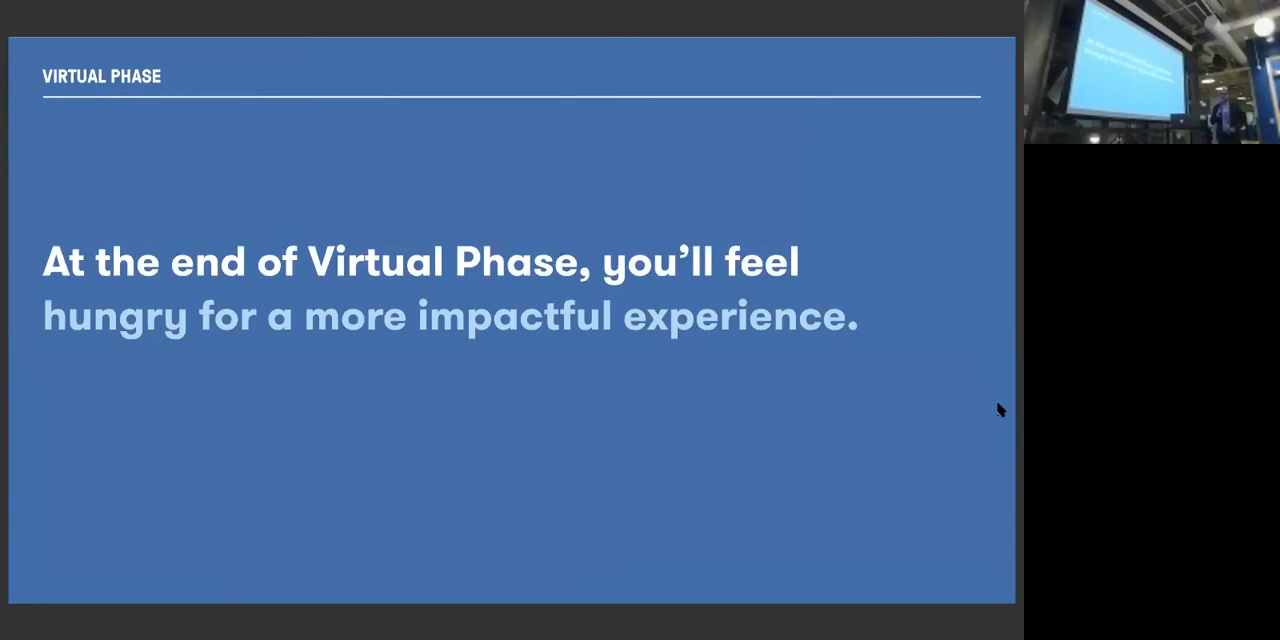 VIRTUAL PHASE
At the end of Virtual Phase, you’ll feel
hungry for a more impactful experience.